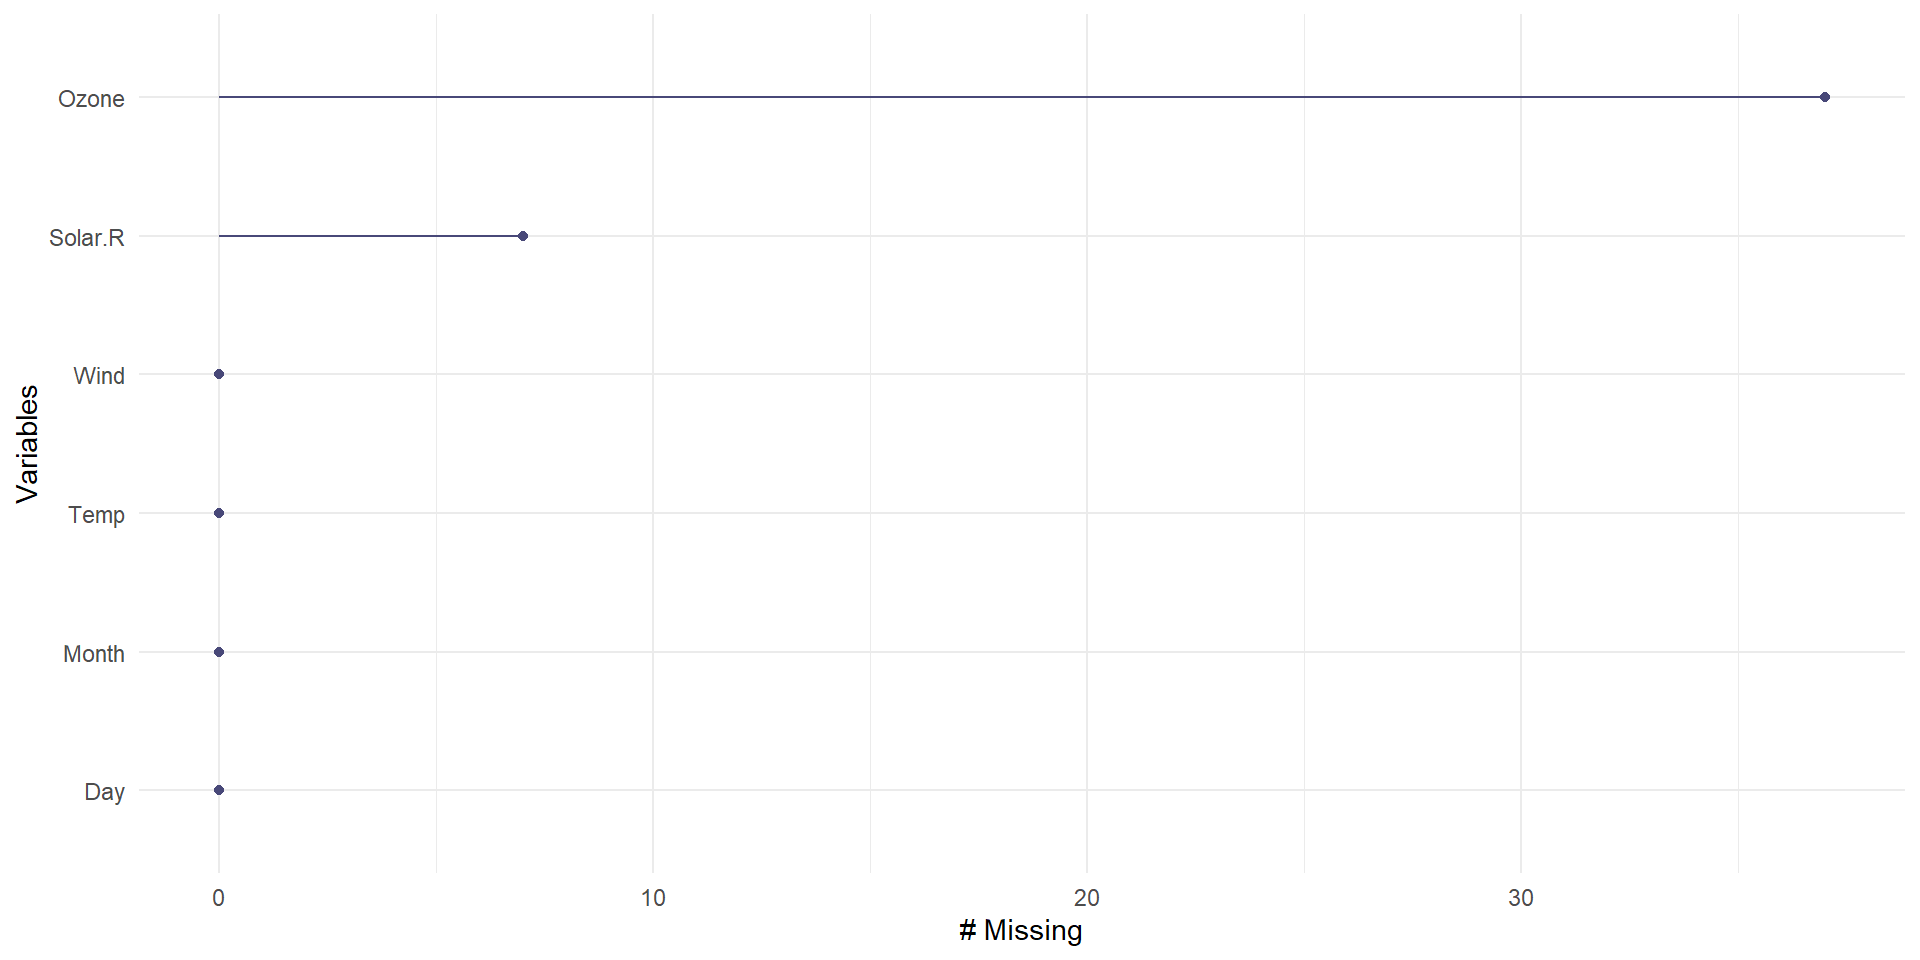 Ozone
Solar.R
Wind
Temp
Month
Day
Variables
0 10 20 30
# Missing